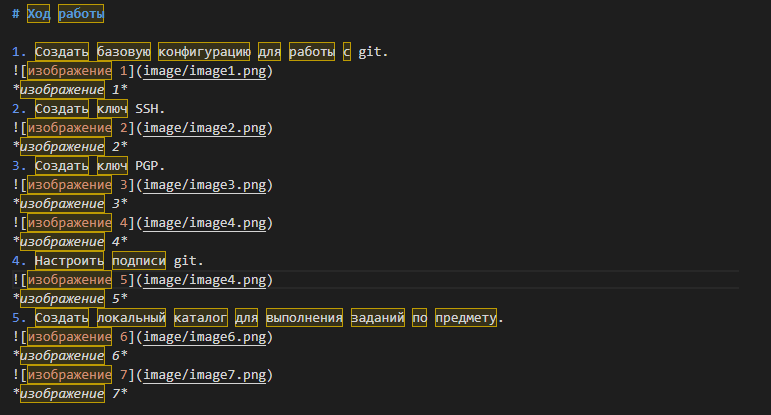 # Ход работы
1. Создать базовую конфигурацию для работы с git.
![изображение 1](image/image1.png)
*изображение 1*
2. Создать ключ SSH.
![изображение 2](image/image2.png)
*изображение 2*
3. Создать ключ PGP.
![изображение 3](image/image3.png)
*изображение 3*
![изображение 4](image/image4.png)
*изображение 4*
4. Настроить подписи git.
![изображение 5](image/image4.png)
*изображение 5*
5. Создать локальный каталог для выполнения заданий по предмету.
![изображение 6](image/image6.png)
*изображение 6*
![изображение 7](image/image7.png)
*изображение 7*